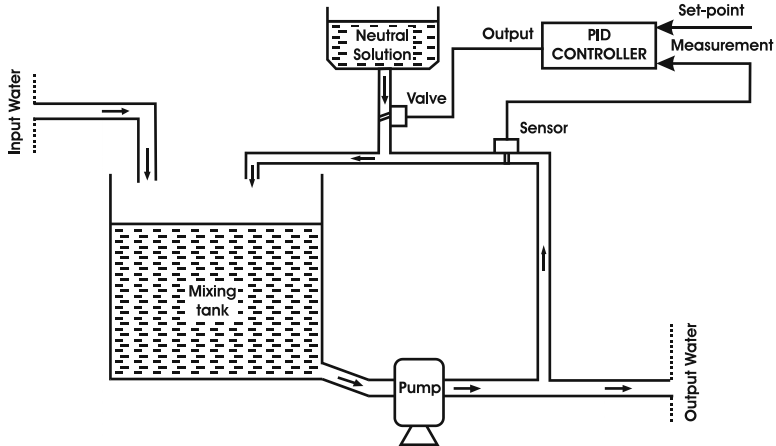 Set-point
Neutral
Solution
Output
PID
CONTROLLER
Measurement
Input Water
Valve
Sensor
Mixing
tank
Pump
Output Water